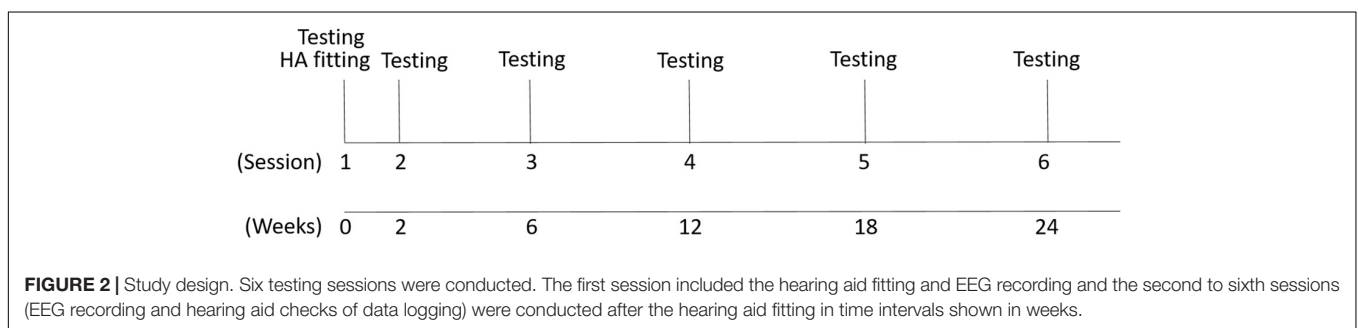 Testing
HA fitting Testing Testing Testing Testing Testing
(Session) 1 2 3 4 5 6
(Weeks) 0 2 6 12 18 24
FIGURE 2 | Study design. Six testing sessions were conducted. The first session included the hearing aid fitting and EEG recording and the second to sixth sessions
(EEG recording and hearing aid checks of data logging) were conducted after the hearing aid fitting in time intervals shown in weeks.